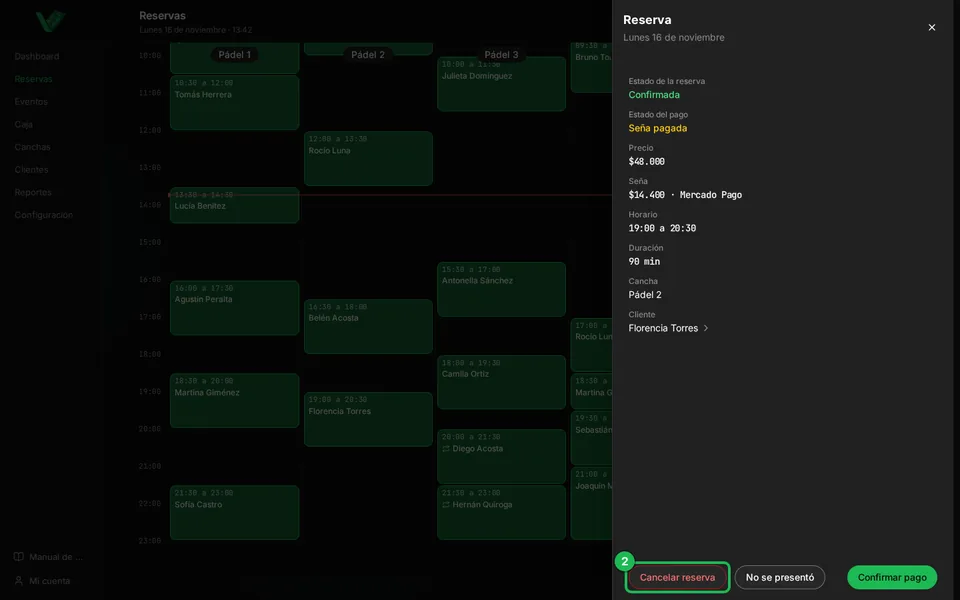 Reservas
Lunes 16 de noviembre · 13:42
Dashboard
Reservas
Eventos
Caja
Canchas
Clientes
Reportes
Configuración
Manual de ...
Mi cuenta
Pádel 1
Pádel 2
Pádel 3
10:00
11:00
12:00
13:00
14:00
15:00
16:00
17:00
18:00
19:00
20:00
21:00
22:00
23:00
10:30 a 12:00
Tomás Herrera
13:30 a 14:30
Lucía Benítez
16:00 a 17:30
Agustín Peralta
18:30 a 20:00
Martina Giménez
21:30 a 23:00
Sofía Castro
12:00 a 13:30
Rocío Luna
16:30 a 18:00
Belén Acosta
19:00 a 20:30
Florencia Torres
10:00 a 11:30
Julieta Domínguez
15:30 a 17:00
Antonella Sánchez
18:00 a 19:30
Camila Ortiz
20:00 a 21:30
Diego Acosta
21:30 a 23:00
Hernán Quiroga
09:30 a
Bruno To
17:00 a
Rocío Lun
Martina G
19:30 a
Sebastián
21:00 a
Joaquín M
Reserva
Lunes 16 de noviembre
Estado de la reserva
Confirmada
Estado del pago
Seña pagada
Precio
$48.000
Seña
$14.400 · Mercado Pago
Horario
19:00 a 20:30
Duración
90 min
Cancha
Pádel 2
Cliente
Florencia Torres
2
Cancelar reserva
No se presentó
Confirmar pago